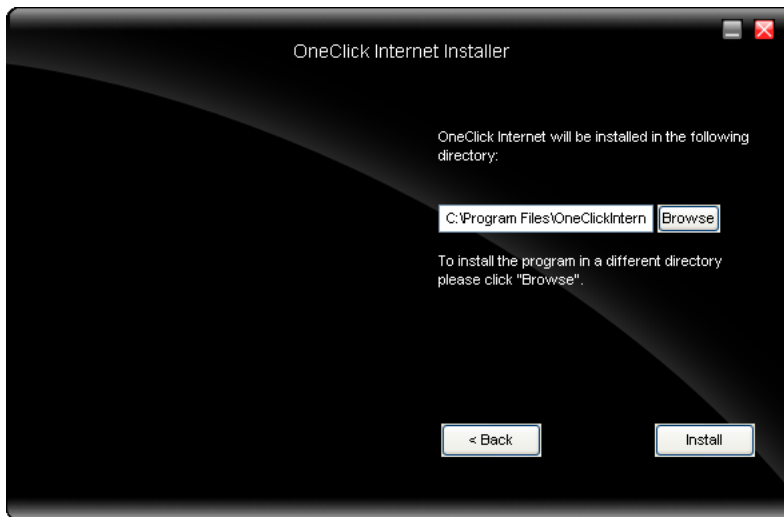 OneClick Internet Installer
OneClick Internet will be installed in the following
directory:
C:\Program Files\OneClickIntern
Browse
To install the program in a different directory
please click "Browse".
< Back
Install